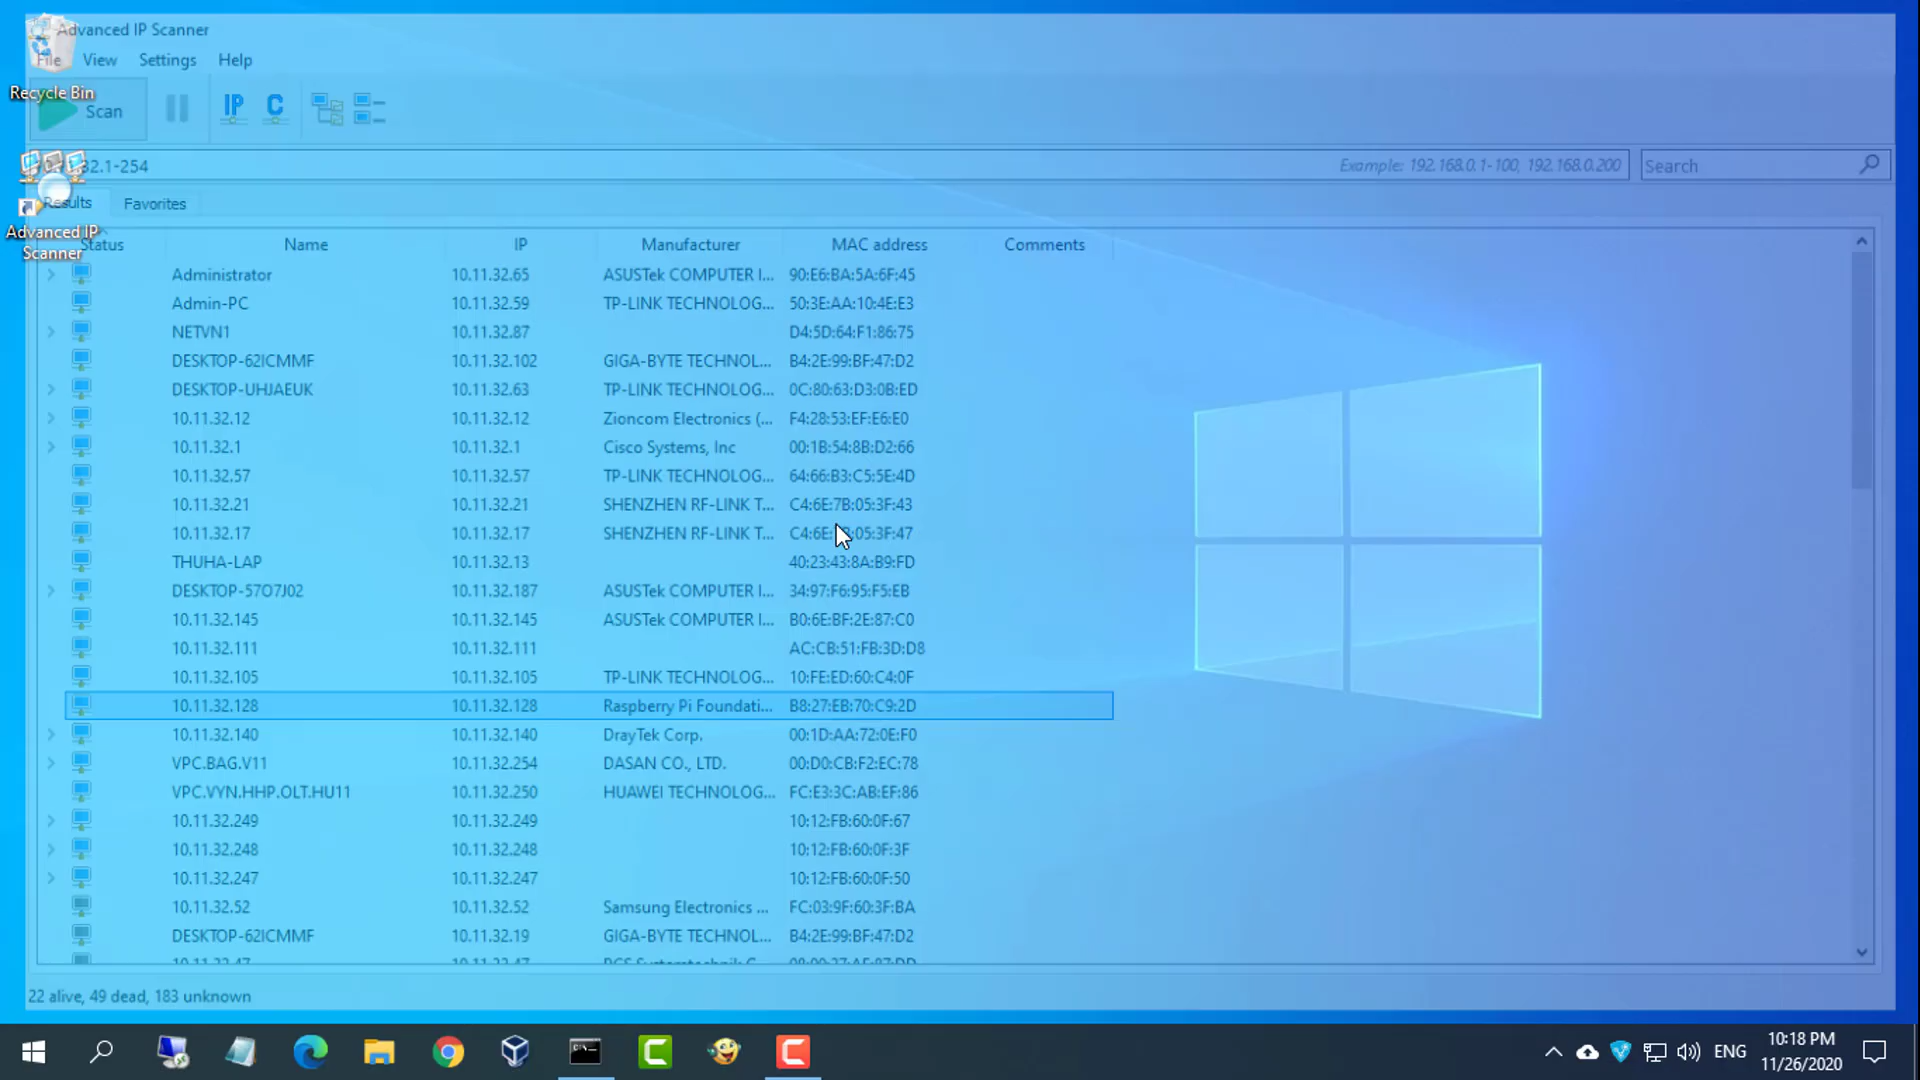 Advanced IP Scanner
File View Settings Help
Recycle Bin
Scan
IP C
32.1-254 Example: 192.168.0.1-100, 192.168.0.200 Search
Results Favorites
Advanced IP
Scanner
Status Name IP Manufacturer MAC address Comments
Administrator 10.11.32.65 ASUSTek COMPUTER I... 90:E6:BA:5A:6F:45
Admin-PC 10.11.32.59 TP-LINK TECHNOLOG... 50:3E:AA:10:4E:E3
NETVN1 10.11.32.87 D4:5D:64:F1:86:75
DESKTOP-62ICMMF 10.11.32.102 GIGA-BYTE TECHNOL... B4:2E:99:BF:47:D2
DESKTOP-UHJAEUK 10.11.32.63 TP-LINK TECHNOLOG... 0C:80:63:D3:0B:ED
10.11.32.12 10.11.32.12 Zioncom Electronics (... F4:28:53:EF:E6:E0
10.11.32.1 10.11.32.1 Cisco Systems, Inc 00:1B:54:8B:D2:66
10.11.32.57 10.11.32.57 TP-LINK TECHNOLOG... 64:66:B3:C5:5E:4D
10.11.32.21 10.11.32.21 SHENZHEN RF-LINK T... C4:6E:7B:05:3F:43
10.11.32.17 10.11.32.17 SHENZHEN RF-LINK T... C4:6E :05:3F:47
THUHA-LAP 10.11.32.13 40:23:43:8A:B9:FD
DESKTOP-57O7J02 10.11.32.187 ASUSTek COMPUTER I... 34:97:F6:95:F5:EB
10.11.32.145 10.11.32.145 ASUSTek COMPUTER I... B0:6E:BF:2E:87:C0
10.11.32.111 10.11.32.111 AC:CB:51:FB:3D:D8
10.11.32.105 10.11.32.105 TP-LINK TECHNOLOG... 10:FE:ED:60:C4:0F
10.11.32.128 10.11.32.128 Raspberry Pi Foundati... B8:27:EB:70:C9:2D
10.11.32.140 10.11.32.140 DrayTek Corp. 00:1D:AA:72:0E:F0
VPC.BAG.V11 10.11.32.254 DASAN CO., LTD. 00:D0:CB:F2:EC:78
VPC.VYN.HHP.OLT.HU11 10.11.32.250 HUAWEI TECHNOLOG... FC:E3:3C:AB:EF:86
10.11.32.249 10.11.32.249 10:12:FB:60:0F:67
10.11.32.248 10.11.32.248 10:12:FB:60:0F:3F
10.11.32.247 10.11.32.247 10:12:FB:60:0F:50
10.11.32.52 10.11.32.52 Samsung Electronics ... FC:03:9F:60:3F:BA
DESKTOP-62ICMMF 10.11.32.19 GIGA-BYTE TECHNOL... B4:2E:99:BF:47:D2
22 alive, 49 dead, 183 unknown
ENG
10:18 PM
11/26/2020